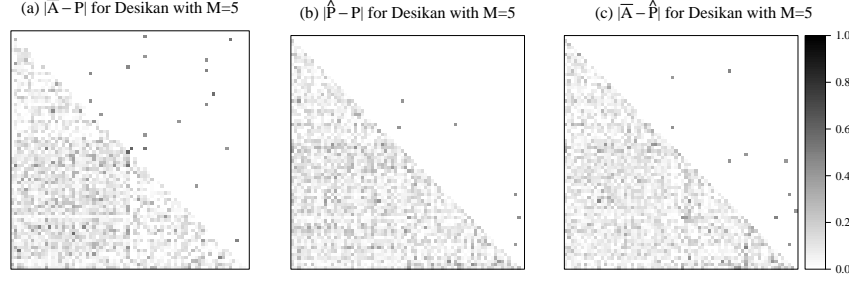 (a) |A̅ − P| for Desikan with M=5
(b) |P̂ − P| for Desikan with M=5
(c) |A̅ − P̂| for Desikan with M=5
1.0
0.8
0.6
0.4
0.2
0.0